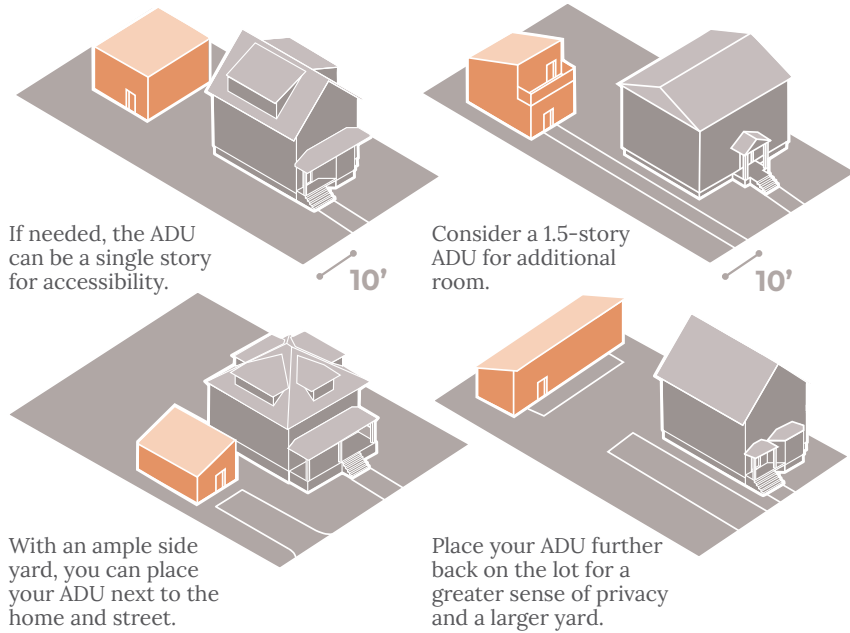 If needed, the ADU
can be a single story
for accessibility.
10’
Consider a 1.5-story
ADU for additional
room.
10’
With an ample side
yard, you can place
your ADU next to the
home and street.
Place your ADU further
back on the lot for a
greater sense of privacy
and a larger yard.